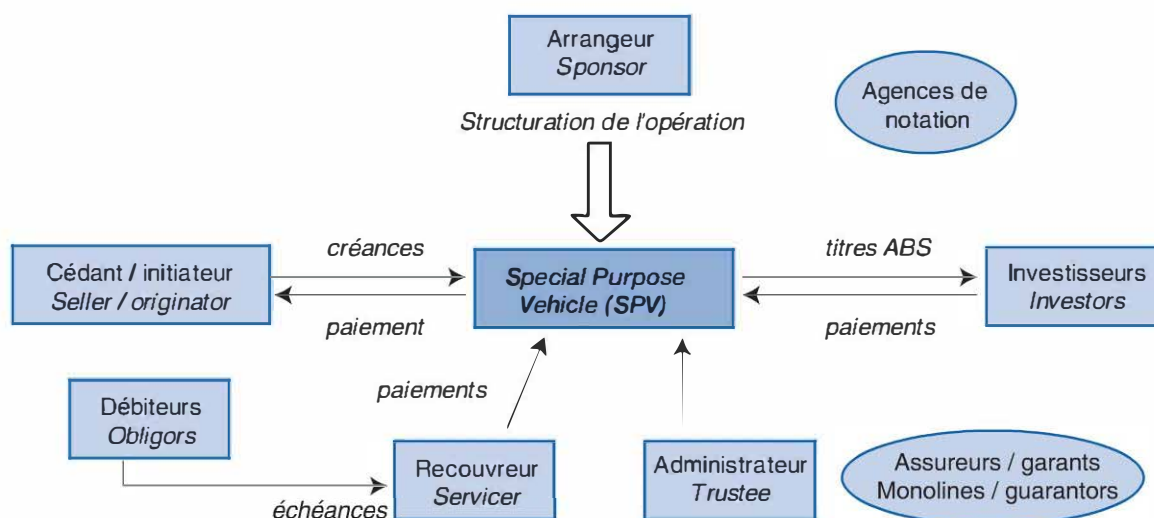 Arrangeur
Sponsor
Agences de
notation
Structuration de l'opération
créances
titres ABS
Cédant / initiateur
Seller / originator
Special Purpose
Vehicle (SPV)
Investisseurs
Investors
paiement
paiements
paiements
Débiteurs
Obligors
Recouvreur
Servicer
Administrateur
Trustee
Assureurs / garants
Monolines / guarantors
échéances